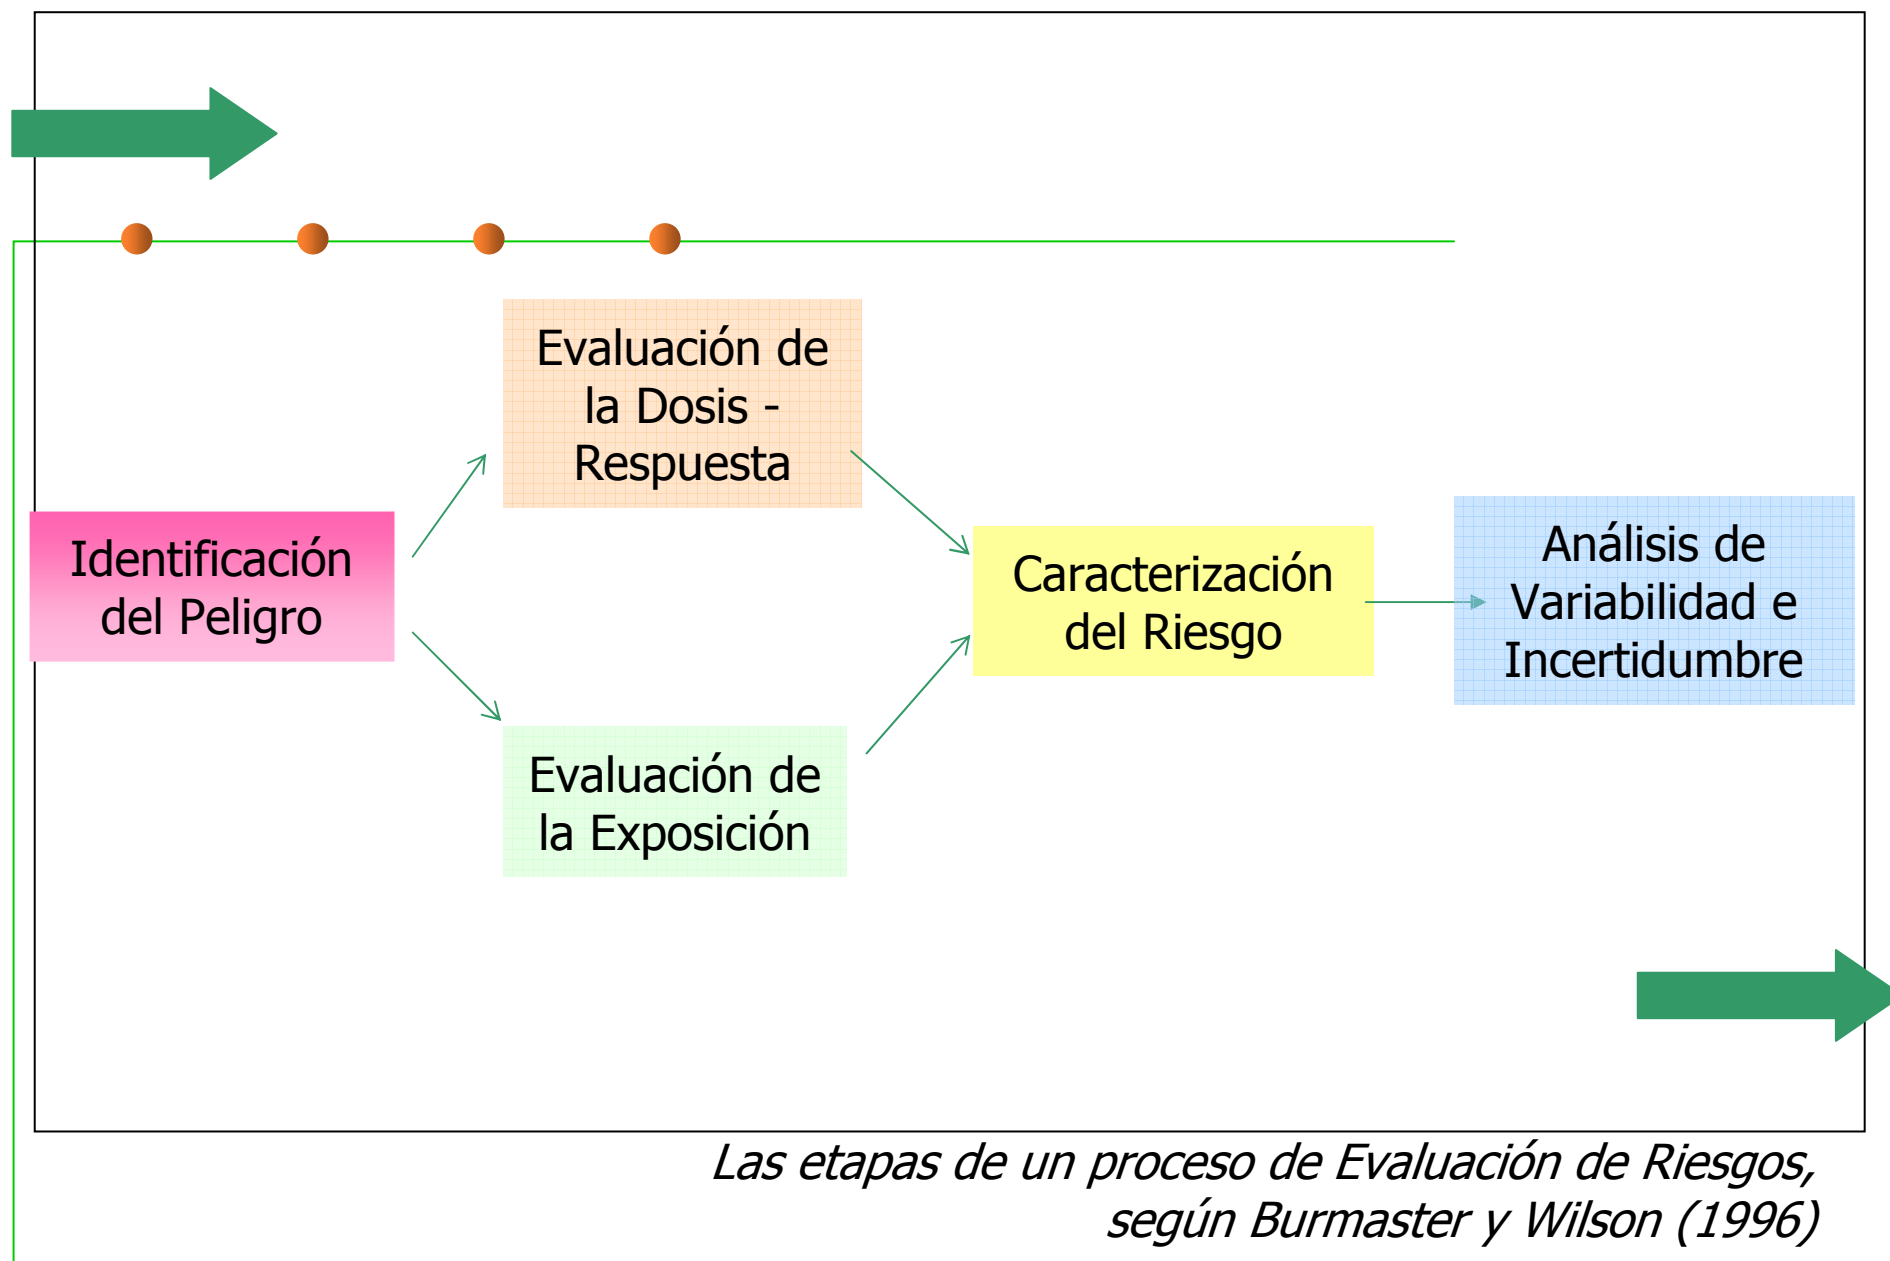 Evaluación de
la Dosis -
Respuesta
Identificación
del Peligro
Evaluación de
la Exposición
Caracterización
del Riesgo
Análisis de
Variabilidad e
Incertidumbre
Las etapas de un proceso de Evaluación de Riesgos,
según Burmaster y Wilson (1996)